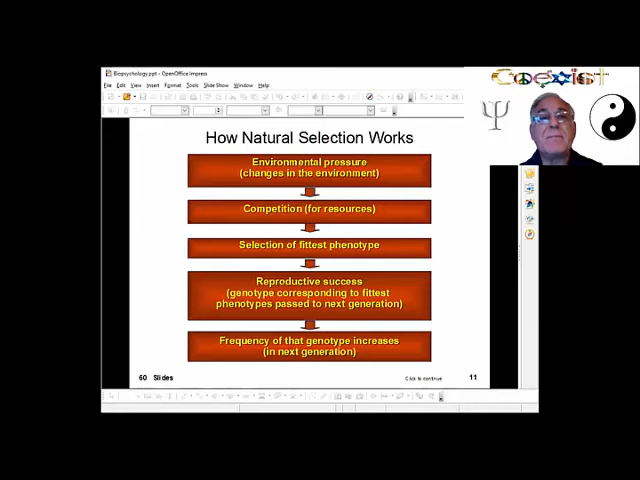 Biopsychology.ppt - OpenOffice Impress
File Edit View Insert Format Tools Slide Show Window Help
Coexist
Ψ
How Natural Selection Works
Environmental pressure
(changes in the environment)
Competition (for resources)
Selection of fittest phenotype
Reproductive success
(genotype corresponding to fittest
phenotypes passed to next generation)
Frequency of that genotype increases
(in next generation)
60 Slides
Click to continue
11